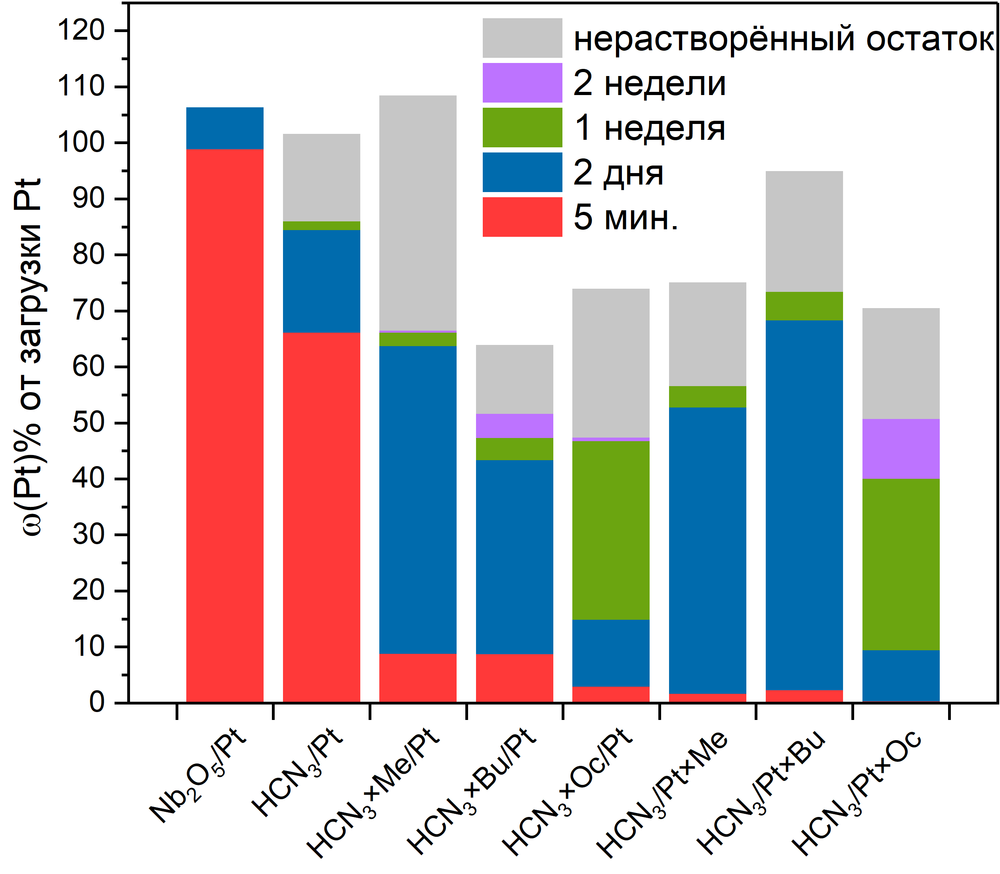 ω(Pt)% от загрузки Pt
120
110
100
90
80
70
60
50
40
30
20
10
0
нерастворённый остаток
2 недели
1 неделя
2 дня
5 мин.
Nb₂O₅/Pt
HCN₃/Pt
HCN₃×Me/Pt
HCN₃×Bu/Pt
HCN₃×Oc/Pt
HCN₃/Pt×Me
HCN₃/Pt×Bu
HCN₃/Pt×Oc